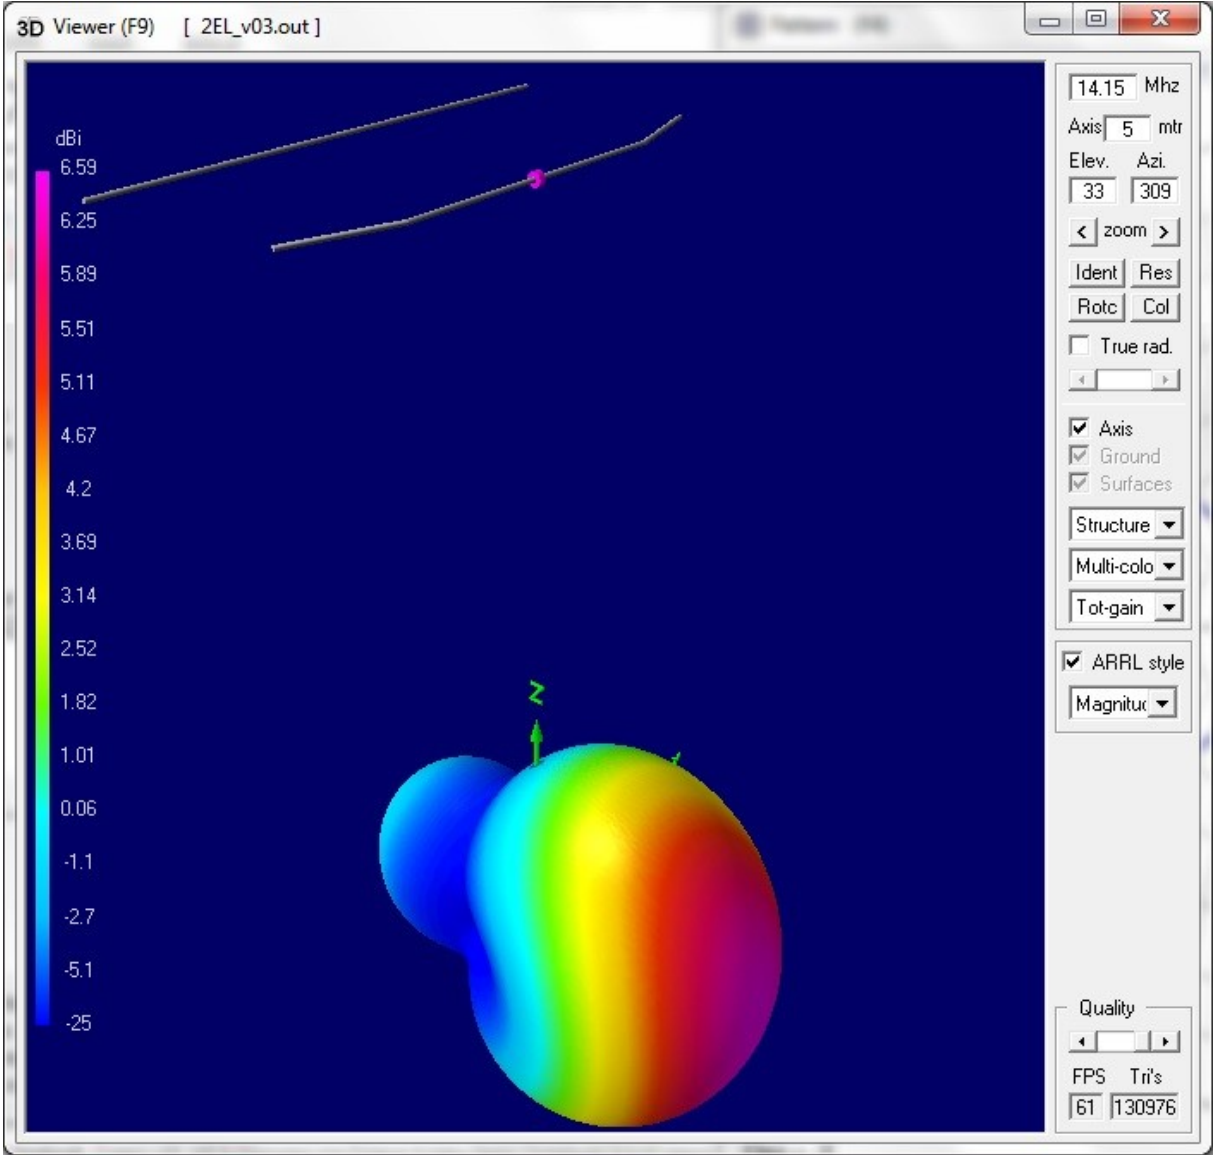 3D Viewer (F9) [ 2EL_v03.out ]
dBi
6.59
6.25
5.89
5.51
5.11
4.67
4.2
3.69
3.14
2.52
1.82
1.01
0.06
-1.1
-2.7
-5.1
-25
Z
14.15 Mhz
Axis 5 mtr
Elev. Azi.
33 309
< zoom >
Ident Res
Rotc Col
True rad.
Axis
Ground
Surfaces
Structure
Multi-colo
Tot-gain
ARRL style
Magnituc
Quality
FPS Tri's
61 130976